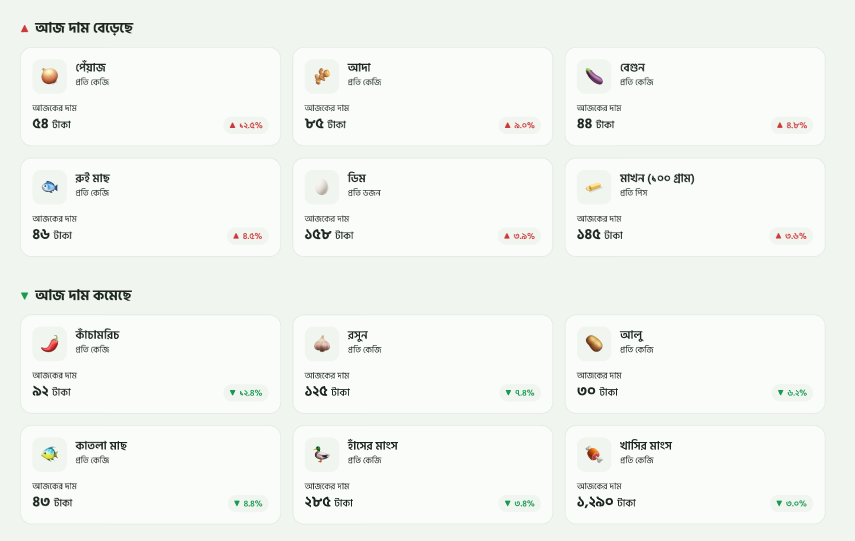 ▲ আজ দাম বেড়েছে
পেঁয়াজ
প্রতি কেজি
আজকের দাম
৫৪ টাকা
▲ ১২.৫%
আদা
প্রতি কেজি
আজকের দাম
৮৫ টাকা
▲ ৯.০%
বেগুন
প্রতি কেজি
আজকের দাম
৪৪ টাকা
▲ ৪.৮%
রুই মাছ
প্রতি কেজি
আজকের দাম
৪৬ টাকা
▲ ৪.৫%
ডিম
প্রতি ডজন
আজকের দাম
১৫৮ টাকা
▲ ৩.৯%
মাখন (১০০ গ্রাম)
প্রতি পিস
আজকের দাম
১৪৫ টাকা
▲ ৩.৬%
▼ আজ দাম কমেছে
কাঁচামরিচ
প্রতি কেজি
আজকের দাম
৯২ টাকা
▼ ১২.৪%
রসুন
প্রতি কেজি
আজকের দাম
১২৫ টাকা
▼ ৭.৪%
আলু
প্রতি কেজি
আজকের দাম
৩০ টাকা
▼ ৬.২%
কাতলা মাছ
প্রতি কেজি
আজকের দাম
৪৩ টাকা
▼ ৪.৪%
হাঁসের মাংস
প্রতি কেজি
আজকের দাম
২৮৫ টাকা
▼ ৩.৪%
খাসির মাংস
প্রতি কেজি
আজকের দাম
১,২৯০ টাকা
▼ ৩.০%